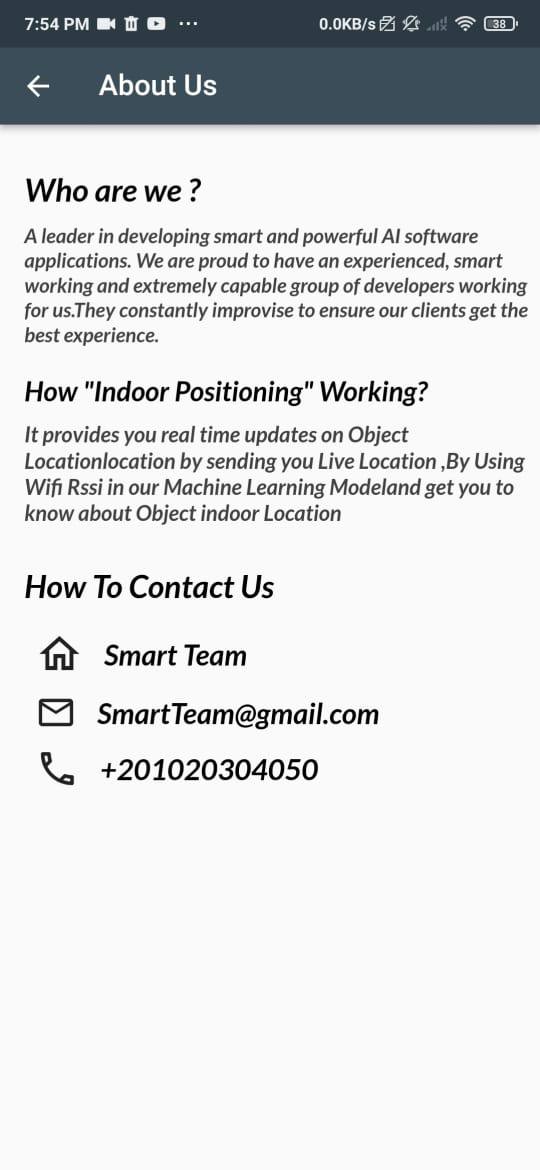 7:54 PM ... 0.0KB/s 38
About Us
Who are we ?
A leader in developing smart and powerful AI software
applications. We are proud to have an experienced, smart
working and extremely capable group of developers working
for us.They constantly improvise to ensure our clients get the
best experience.
How "Indoor Positioning" Working?
It provides you real time updates on Object
Locationlocation by sending you Live Location ,By Using
Wifi Rssi in our Machine Learning Modeland get you to
know about Object indoor Location
How To Contact Us
Smart Team
SmartTeam@gmail.com
+201020304050